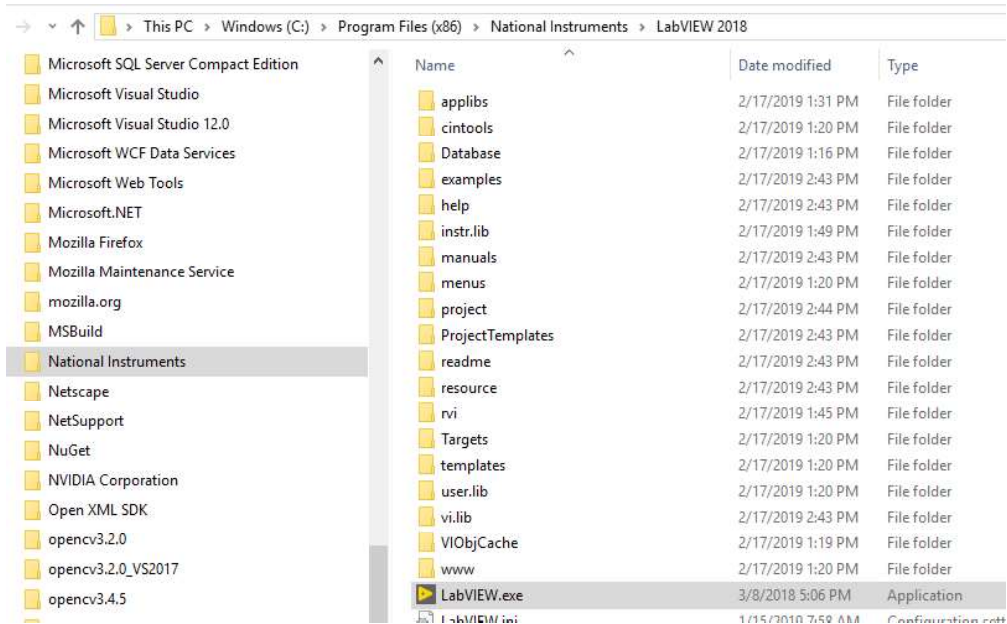 This PC > Windows (C:) > Program Files (x86) > National Instruments > LabVIEW 2018
Microsoft SQL Server Compact Edition
Microsoft Visual Studio
Microsoft Visual Studio 12.0
Microsoft WCF Data Services
Microsoft Web Tools
Microsoft.NET
Mozilla Firefox
Mozilla Maintenance Service
mozilla.org
MSBuild
National Instruments
Netscape
NetSupport
NuGet
NVIDIA Corporation
Open XML SDK
opencv3.2.0
opencv3.2.0_VS2017
opencv3.4.5
Name Date modified Type
applibs 2/17/2019 1:31 PM File folder
cintools 2/17/2019 1:20 PM File folder
Database 2/17/2019 1:16 PM File folder
examples 2/17/2019 2:43 PM File folder
help 2/17/2019 2:43 PM File folder
instr.lib 2/17/2019 1:49 PM File folder
manuals 2/17/2019 2:43 PM File folder
menus 2/17/2019 1:20 PM File folder
project 2/17/2019 2:44 PM File folder
ProjectTemplates 2/17/2019 2:43 PM File folder
readme 2/17/2019 2:43 PM File folder
resource 2/17/2019 2:43 PM File folder
rvi 2/17/2019 1:45 PM File folder
Targets 2/17/2019 1:20 PM File folder
templates 2/17/2019 1:20 PM File folder
user.lib 2/17/2019 1:20 PM File folder
vi.lib 2/17/2019 2:43 PM File folder
VIObjCache 2/17/2019 1:19 PM File folder
www 2/17/2019 1:20 PM File folder
LabVIEW.exe 3/8/2018 5:06 PM Application
LabVIEW.ini 1/15/2019 7:58 AM Configuration sett